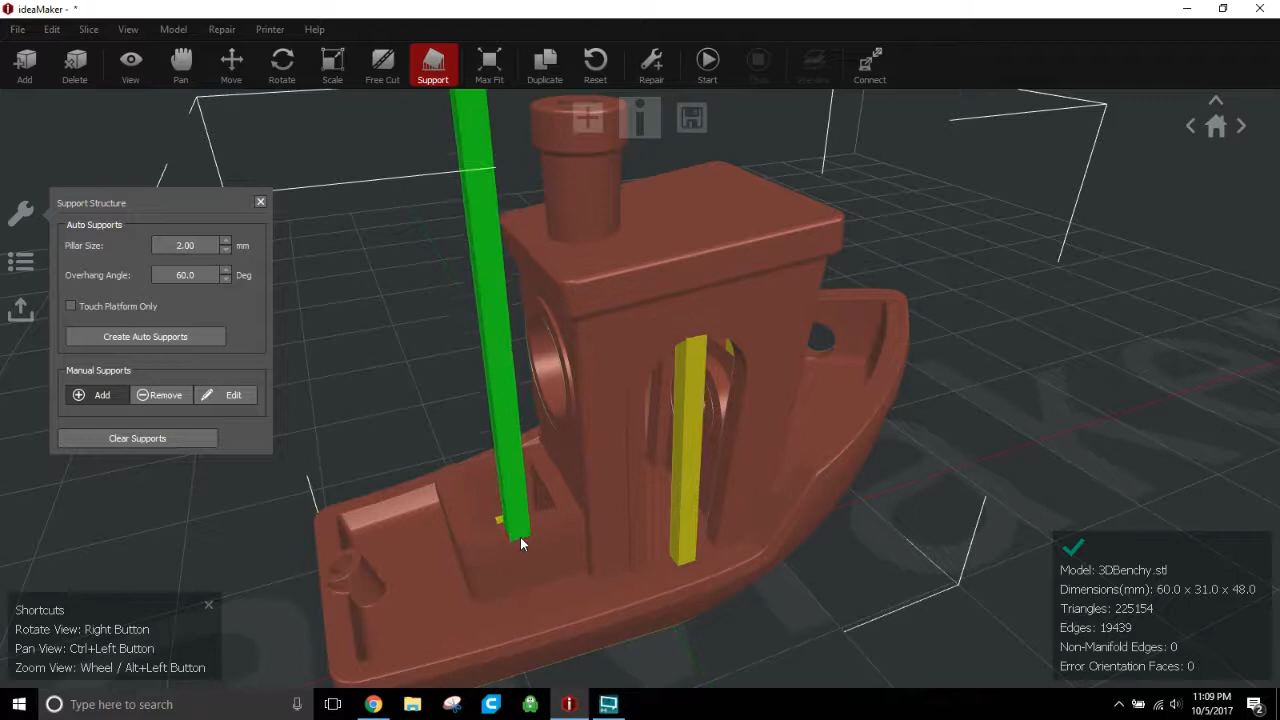 ideaMaker - *
File Edit Slice View Model Repair Printer Help
Add Delete View Pan Move Rotate Scale Free Cut Support Max Fit Duplicate Reset Repair Start Connect
Support Structure
Auto Supports
Pillar Size: 2.00 mm
Overhang Angle: 60.0 Deg
Touch Platform Only
Create Auto Supports
Manual Supports
Add Remove Edit
Clear Supports
Shortcuts
Rotate View: Right Button
Pan View: Ctrl+Left Button
Zoom View: Wheel / Alt+Left Button
Model: 3DBenchy.stl
Dimensions(mm): 60.0 x 31.0 x 48.0
Triangles: 225154
Edges: 19439
Non-Manifold Edges: 0
Error Orientation Faces: 0
Type here to search
11:09 PM
10/5/2017
2